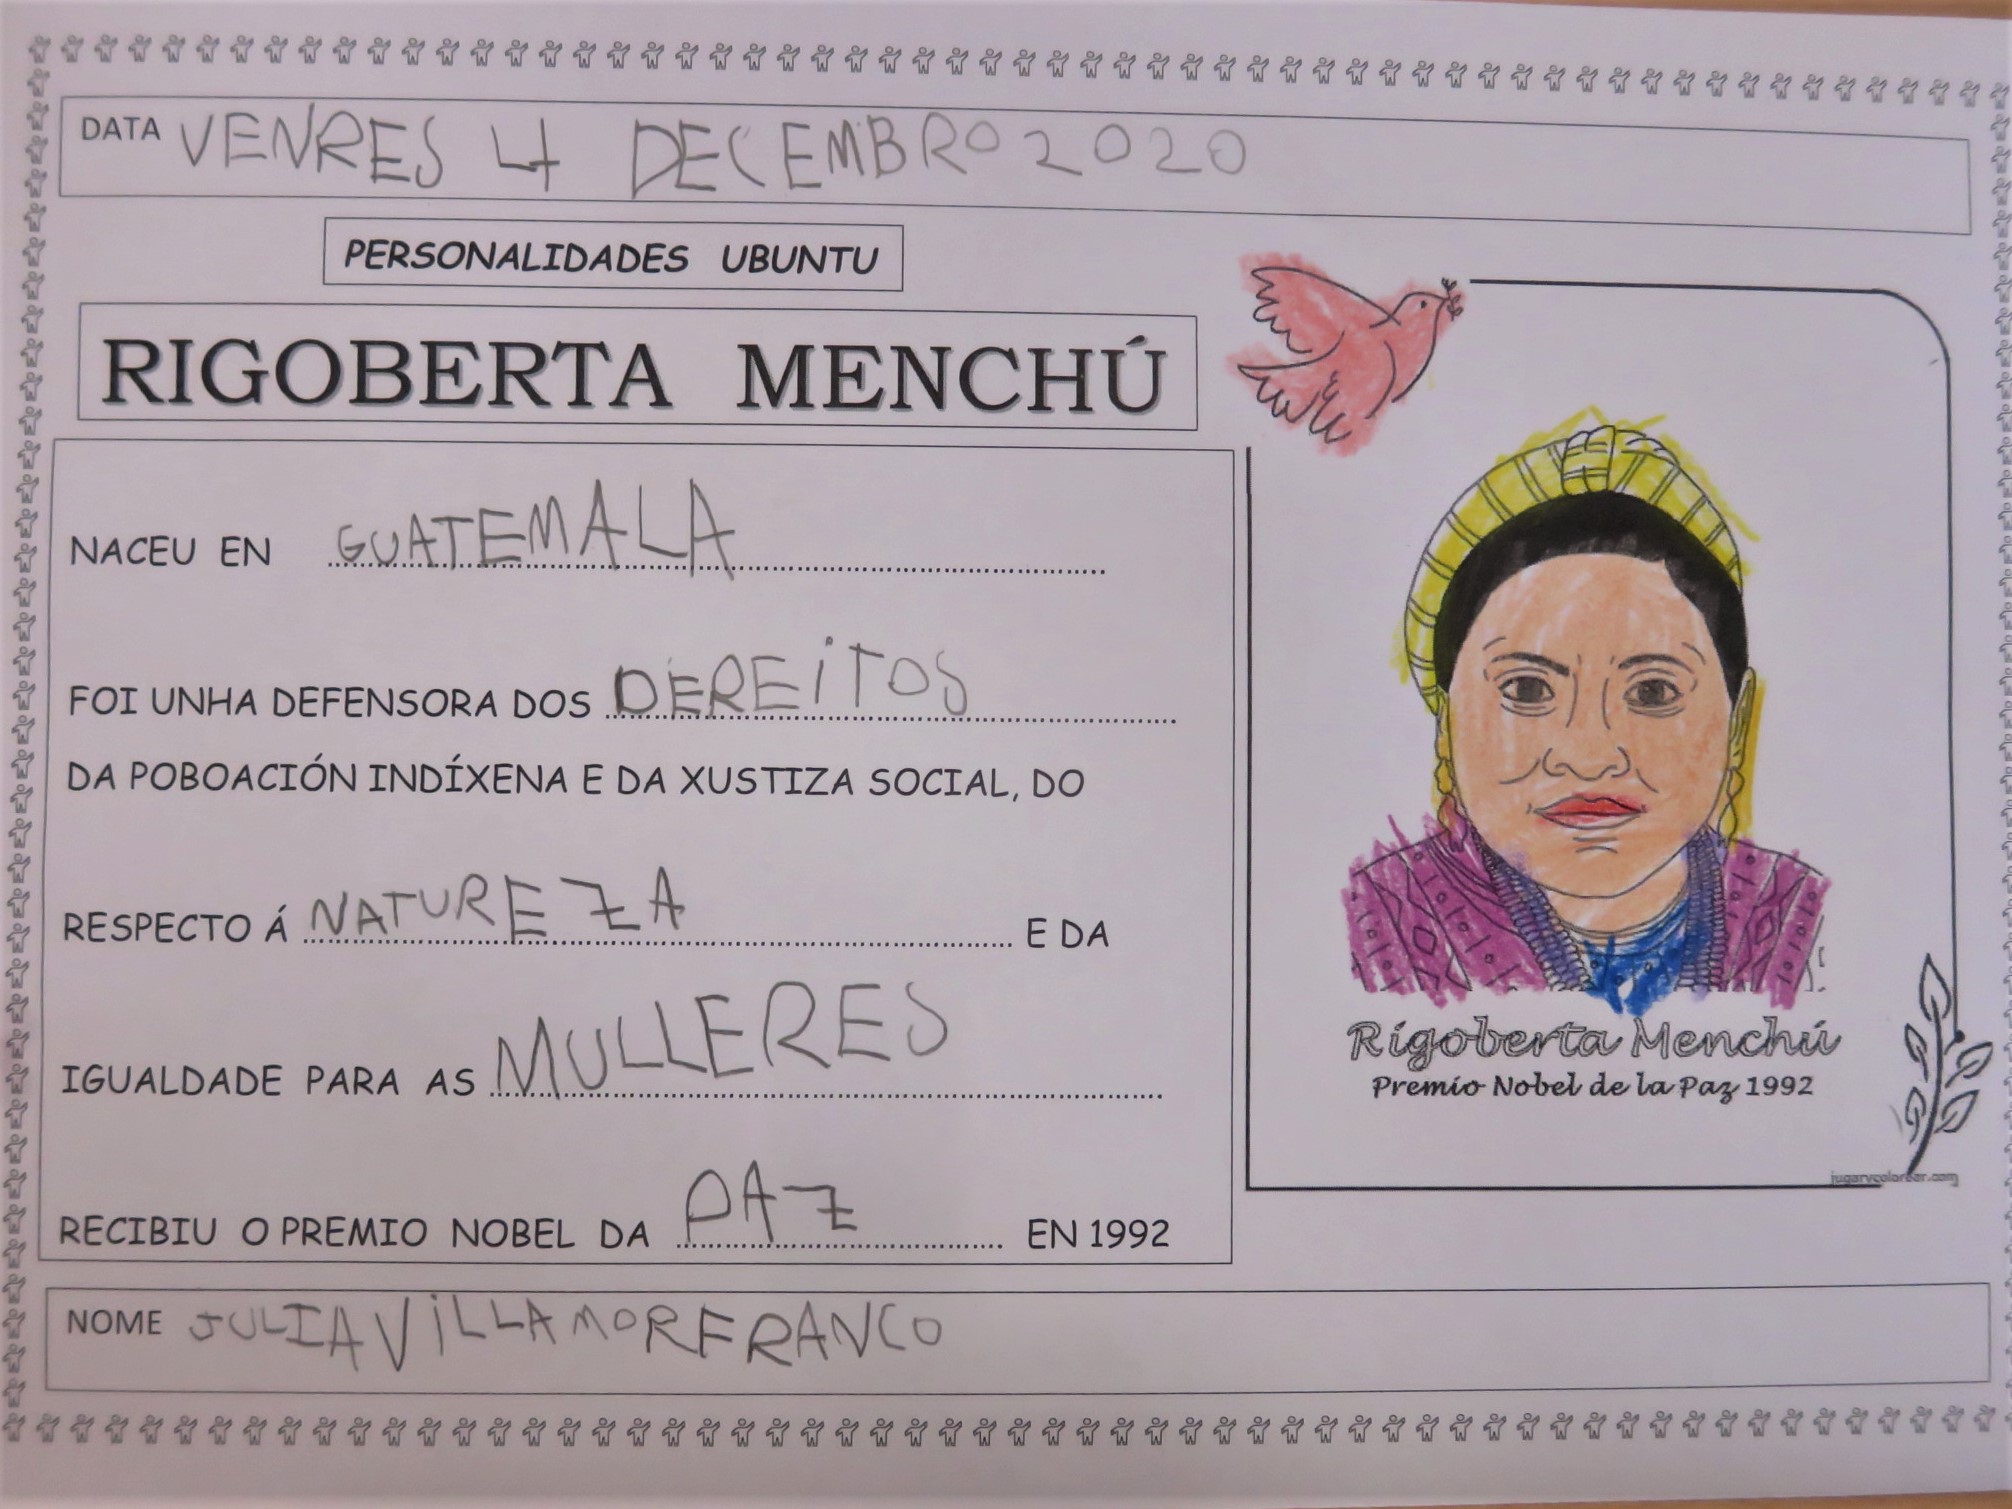 DATA VENRES 4 DECEMBRO 2020
PERSONALIDADES UBUNTU
RIGOBERTA MENCHÚ
NACEU EN GUATEMALA
FOI UNHA DEFENSORA DOS DEREITOS
DA POBOACIÓN INDÍXENA E DA XUSTIZA SOCIAL, DO
RESPECTO Á NATUREZA E DA
IGUALDADE PARA AS MULLERES
RECIBIU O PREMIO NOBEL DA PAZ EN 1992
Rigoberta Menchú
Premio Nobel de la Paz 1992
jugarycolorear.com
NOME JULIA VILLAMOR FRANCO